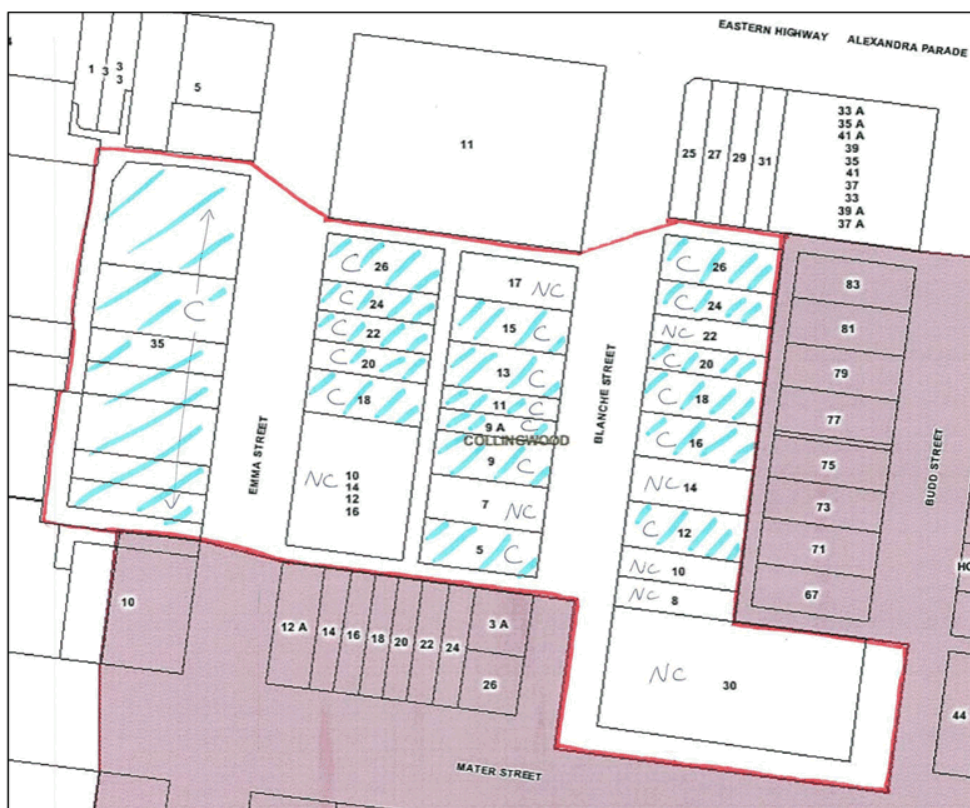 EASTERN HIGHWAY ALEXANDRA PARADE
1 3 3
3
5
11
25 27 29 31
33 A
35 A
41 A
39
35
41
37
33
39 A
37 A
C
35
EMMA STREET
C 26
C 24
C 22
C 20
C 18
NC 10
14
12
16
17 NC
15 C
13 C
11 C
9 A C
COLLINGWOOD
9 C
7 NC
5 C
BLANCHE STREET
C 26
C 24
NC 22
C 20
C 18
C 16
NC 14
C 12
NC 10
NC 8
NC 30
83
81
79
77
75
73
71
67
BUDD STREET
HO
44
10
12 A 14 16 18 20 22 24
3 A
26
MATER STREET